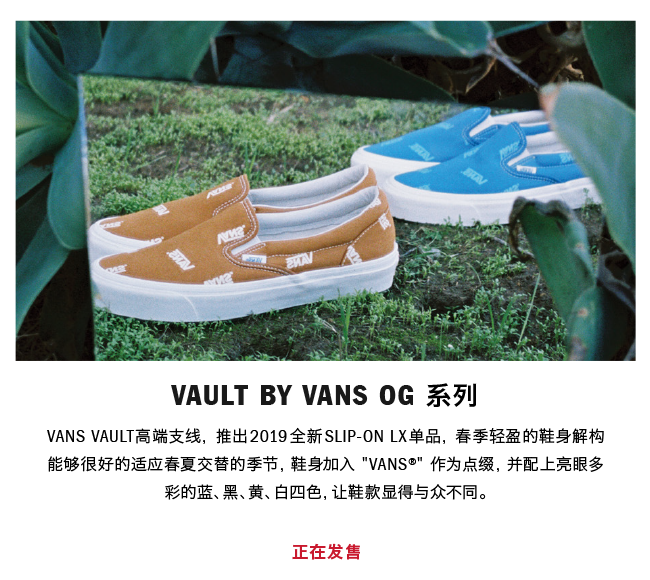 VAULT BY VANS OG 系列
VANS VAULT高端支线, 推出2019全新SLIP-ON LX单品, 春季轻盈的鞋身解构
能够很好的适应春夏交替的季节, 鞋身加入 "VANS®" 作为点缀, 并配上亮眼多
彩的蓝、黑、黄、白四色, 让鞋款显得与众不同。
正在发售